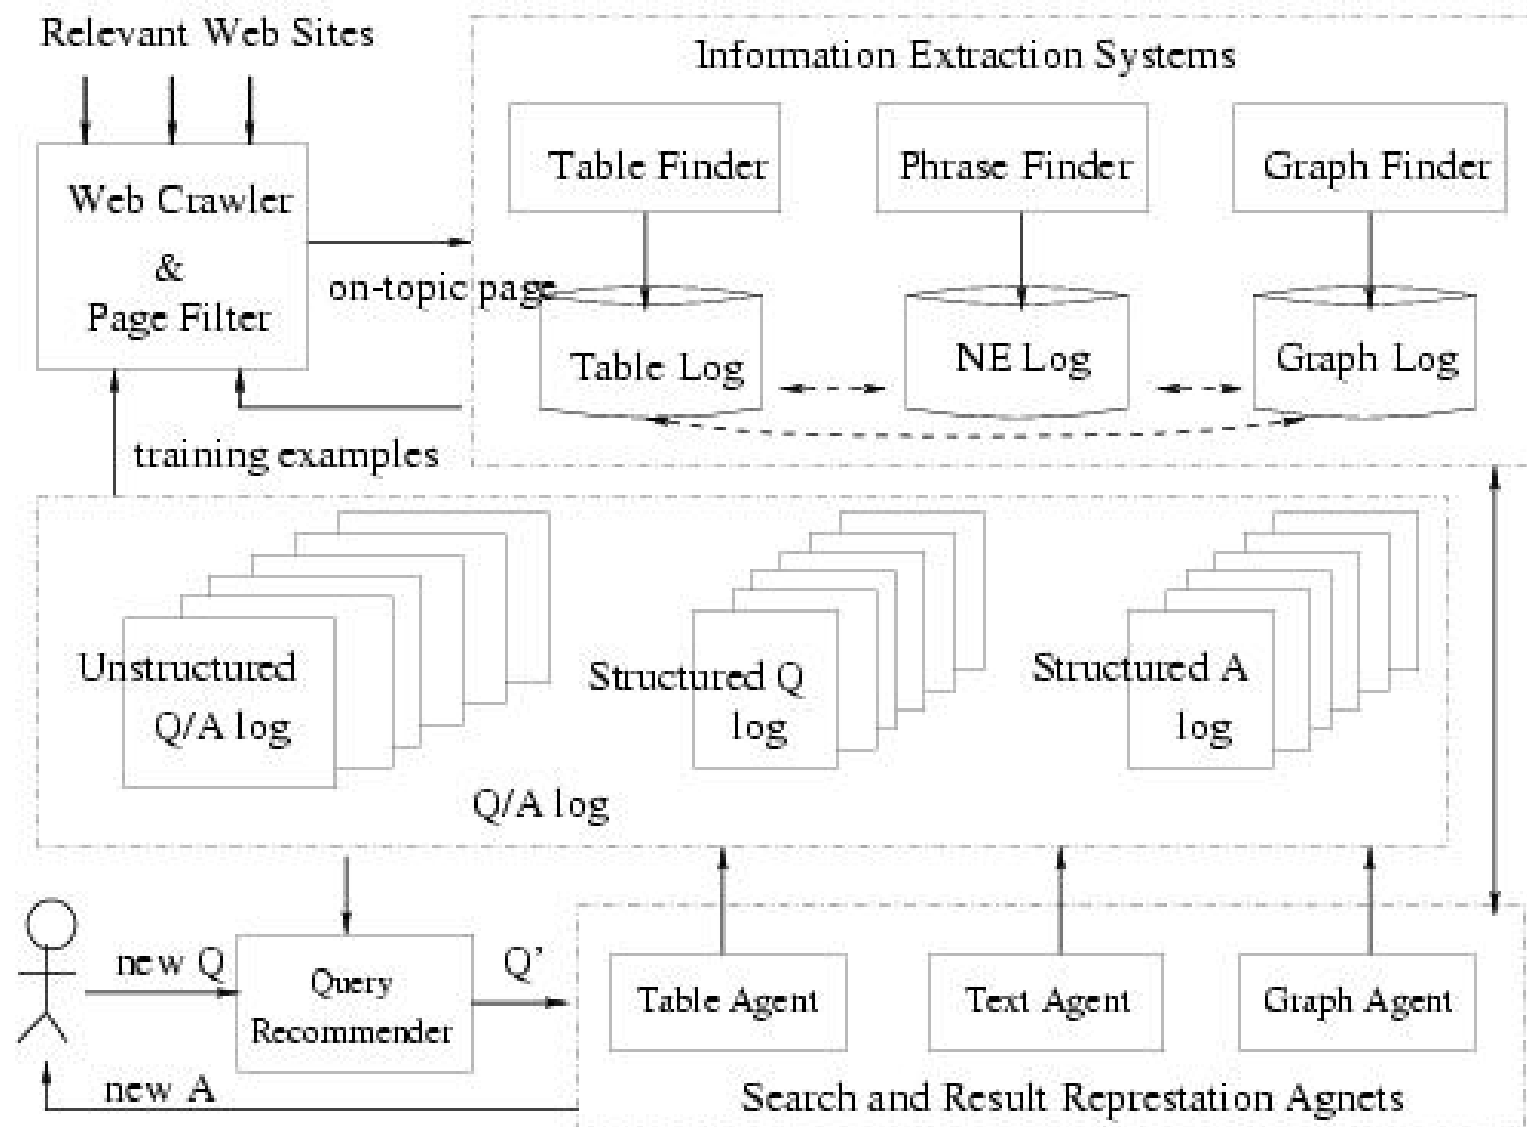 Relevant Web Sites
Information Extraction Systems
Table Finder
Phrase Finder
Graph Finder
Web Crawler
&
Page Filter
on-topic page
Table Log
NE Log
Graph Log
training examples
Unstructured
Q/A log
Structured Q
log
Structured A
log
Q/A log
new Q
Query
Recommender
Q'
Table Agent
Text Agent
Graph Agent
new A
Search and Result Represtation Agnets